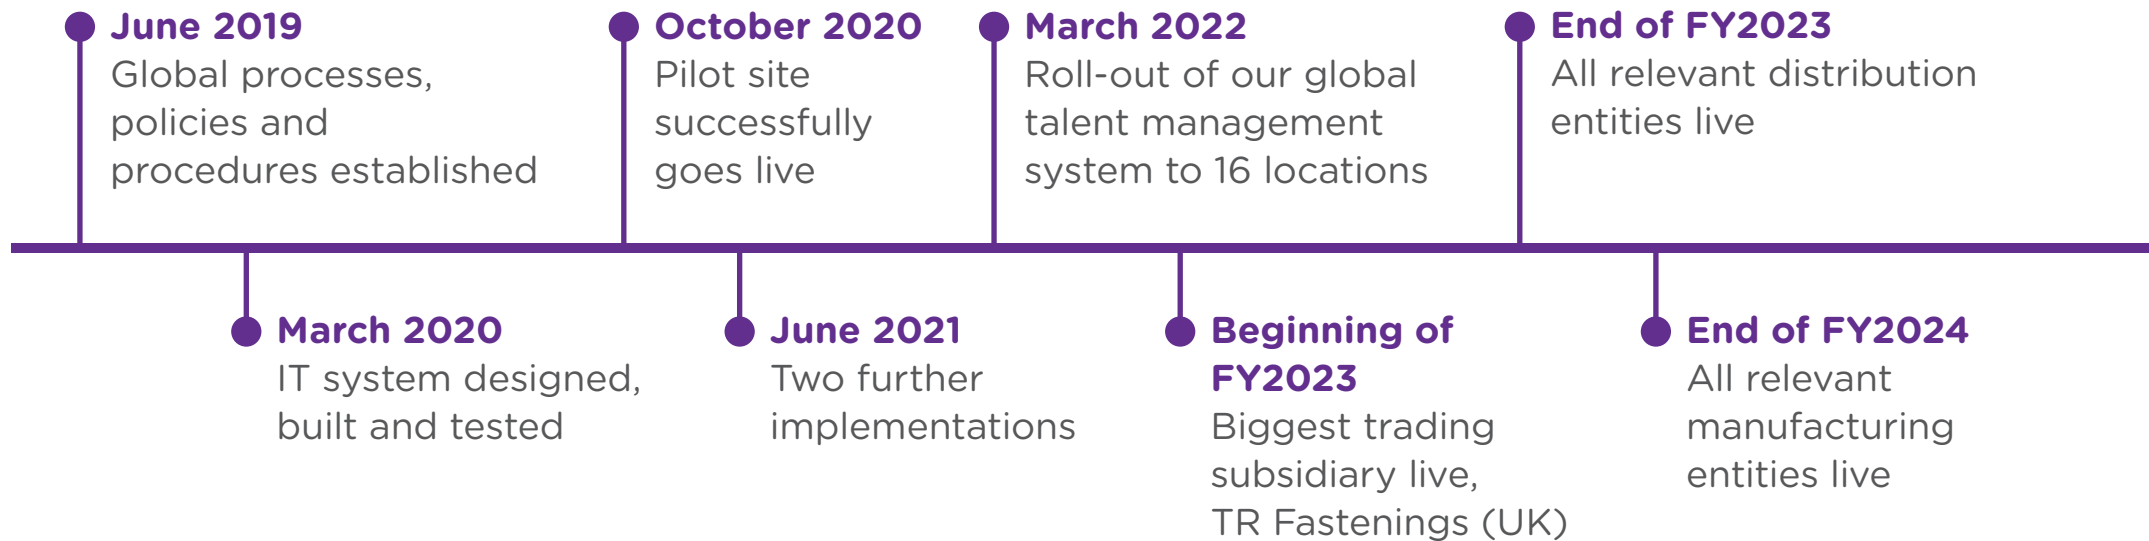 June 2019
Global processes,
policies and
procedures established
March 2020
IT system designed,
built and tested
October 2020
Pilot site
successfully
goes live
June 2021
Two further
implementations
March 2022
Roll-out of our global
talent management
system to 16 locations
Beginning of
FY2023
Biggest trading
subsidiary live,
TR Fastenings (UK)
End of FY2023
All relevant distribution
entities live
End of FY2024
All relevant
manufacturing
entities live